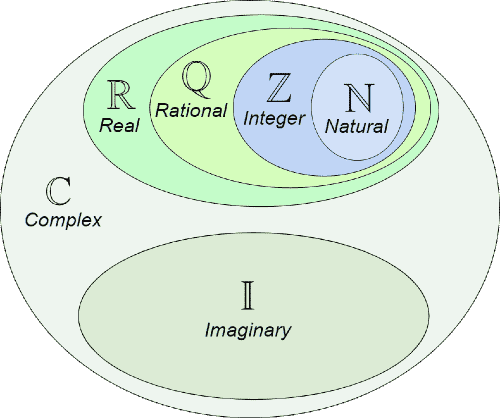 ℝ
Real
ℚ
Rational
ℤ
Integer
ℕ
Natural
ℂ
Complex
𝕀
Imaginary